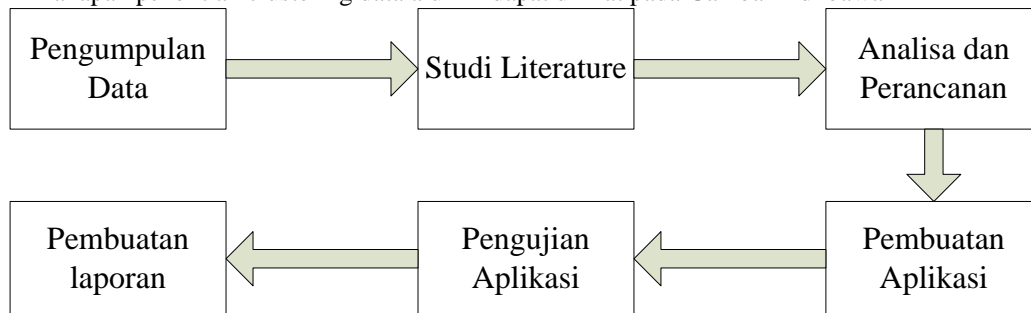 Pengumpulan
Data
Studi Literature
Analisa dan
Perancanan
Pembuatan
Aplikasi
Pengujian
Aplikasi
Pembuatan
laporan